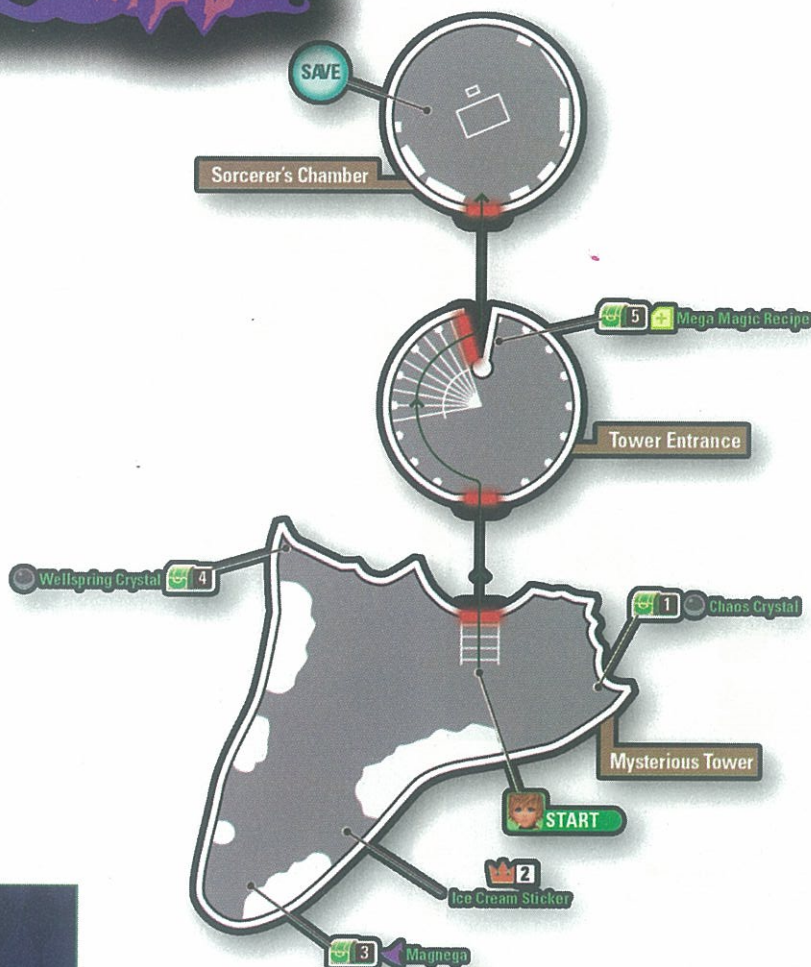 SAVE
Sorcerer's Chamber
5 Mega Magic Recipe
Tower Entrance
Wellspring Crystal 4
1 Chaos Crystal
Mysterious Tower
START
2
Ice Cream Sticker
3 Magnega